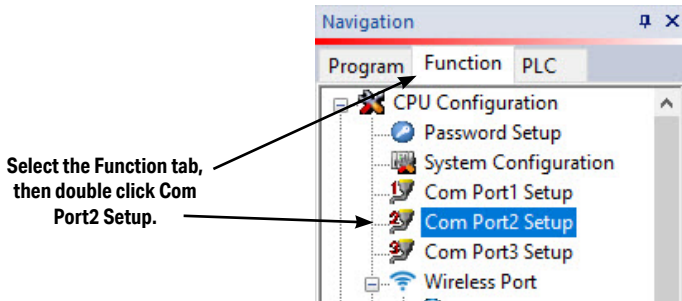 Navigation
Program Function PLC
CPU Configuration
Password Setup
System Configuration
Select the Function tab,
then double click Com
Port2 Setup.
Com Port1 Setup
Com Port2 Setup
Com Port3 Setup
Wireless Port